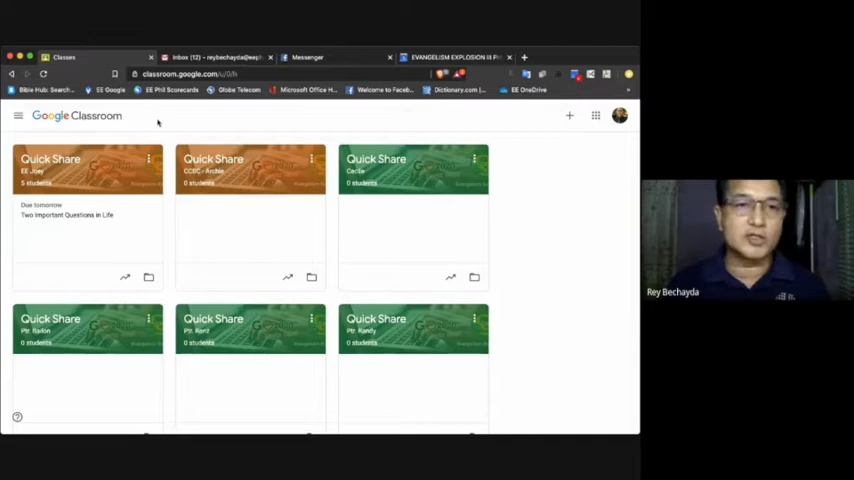 Classes
Inbox (12) - reybechayda@eeph
Messenger
EVANGELISM EXPLOSION III PH
classroom.google.com/u/0/h
Bible Hub: Search...
EE Google
EE Phil Scorecards
Globe Telecom
Microsoft Office H...
Welcome to Faceb...
Dictionary.com |...
EE OneDrive
Google Classroom
Quick Share
EE Joey
5 students
Quick Share
CCBC - Archie
0 students
Quick Share
Cecile
0 students
Due tomorrow
Two Important Questions in Life
Quick Share
0 students
Quick Share
Ptr. Renz
0 students
Quick Share
Ptr. Randy
0 students
Rey Bechayda